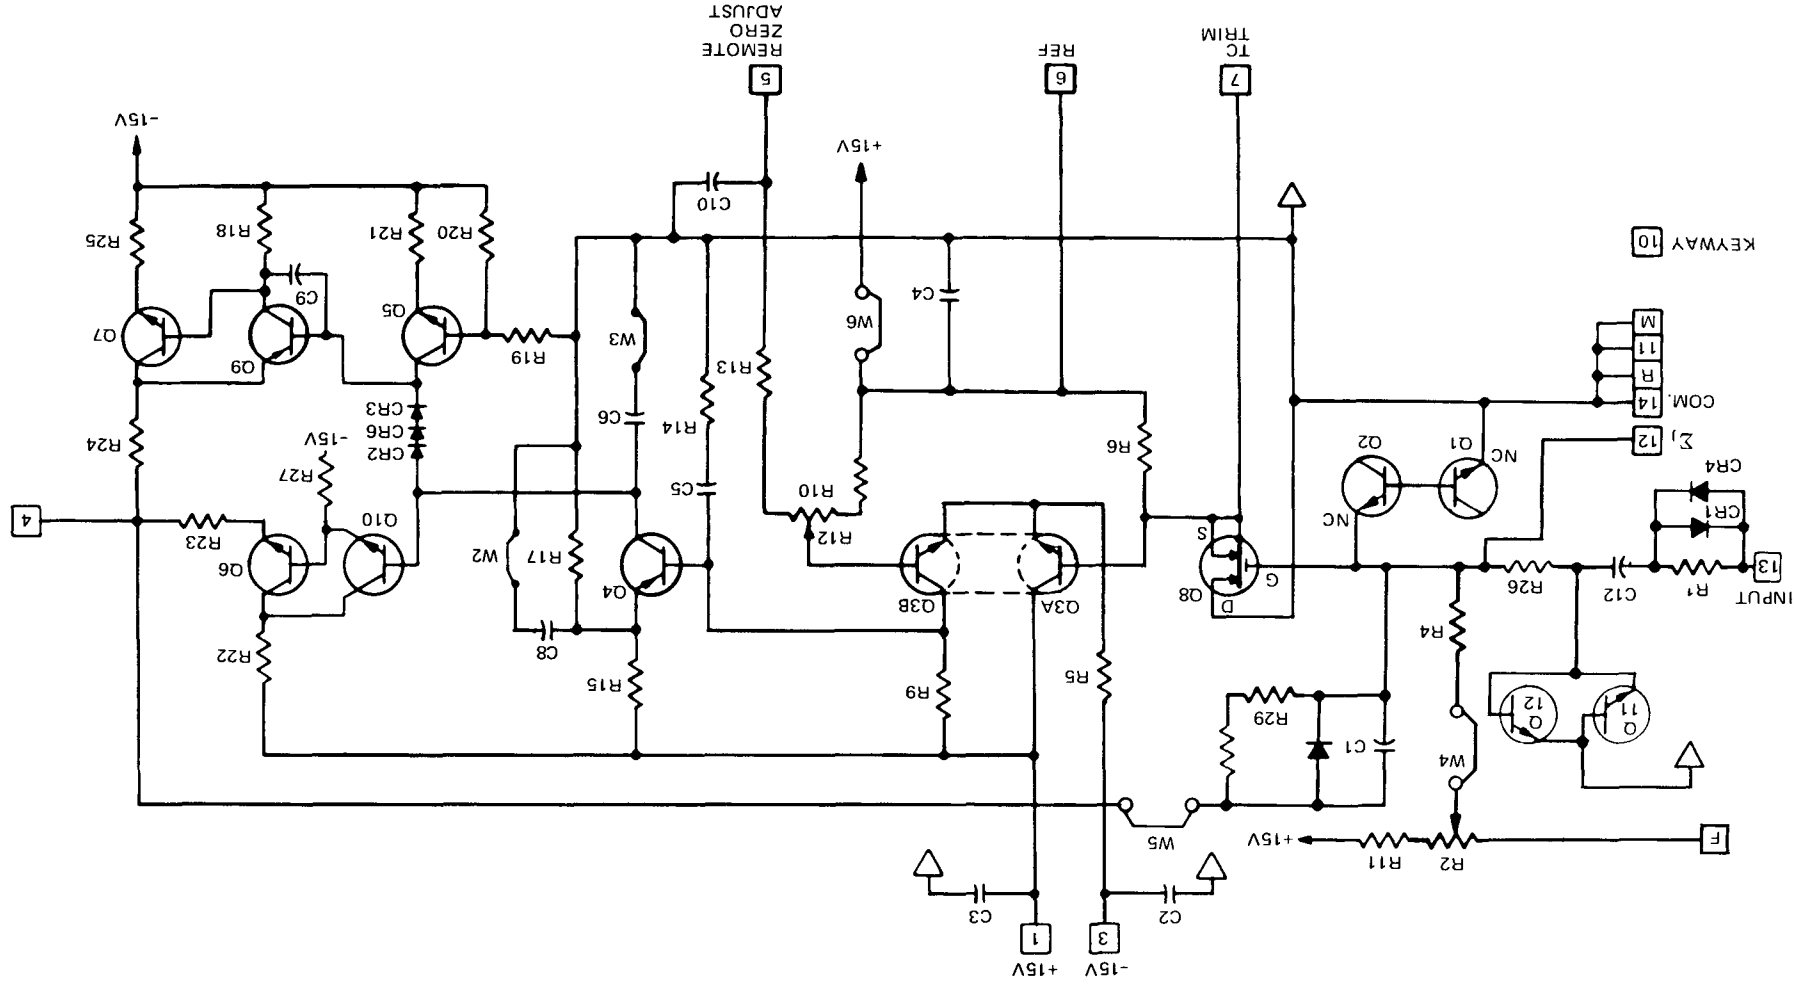 +15V
-15V
1
3
C3
C2
F
R2
R11
+15V
W5
W4
C1
R29
Q
11
Q
12
INPUT
13
R1
CR1
CR4
C12
R26
R4
Σ₁
12
COM.
14
R
11
M
KEYWAY
10
Q1
NC
Q2
NC
Q8
D
G
S
R5
R9
R15
R22
Q3A
Q3B
R6
R12
R10
C8
W2
R17
Q4
Q6
R23
Q10
R27
-15V
4
C5
R14
C6
W3
R13
W6
C4
CR2
CR6
CR3
R24
R19
Q5
Q9
Q7
C9
R20
R21
R18
R25
-15V
C10
+15V
7
TC
TRIM
6
REF
5
REMOTE
ZERO
ADJUST